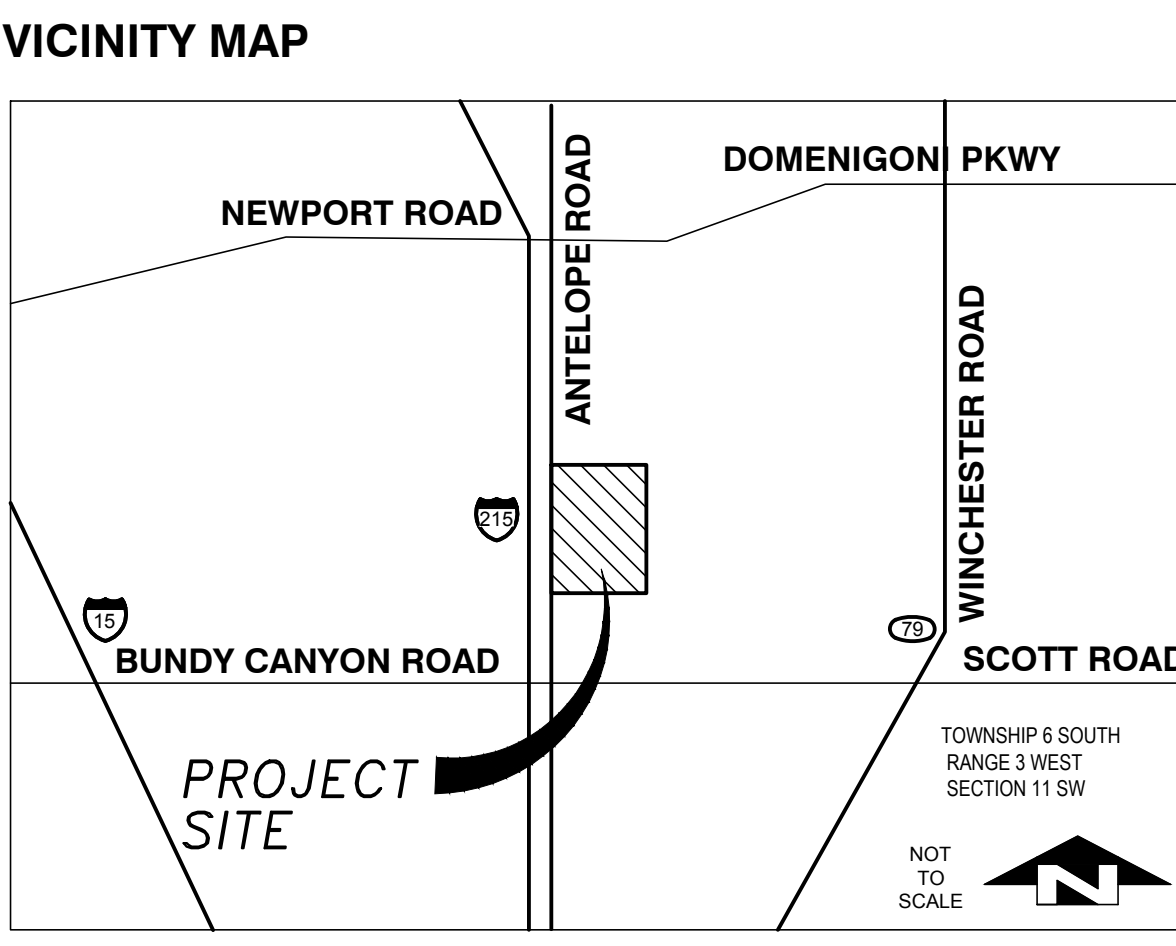 VICINITY MAP
DOMENIGONI PKWY
NEWPORT ROAD
ANTELOPE ROAD
WINCHESTER ROAD
215
15
79
BUNDY CANYON ROAD
SCOTT ROAD
TOWNSHIP 6 SOUTH
RANGE 3 WEST
SECTION 11 SW
PROJECT
SITE
NOT
TO
SCALE
N